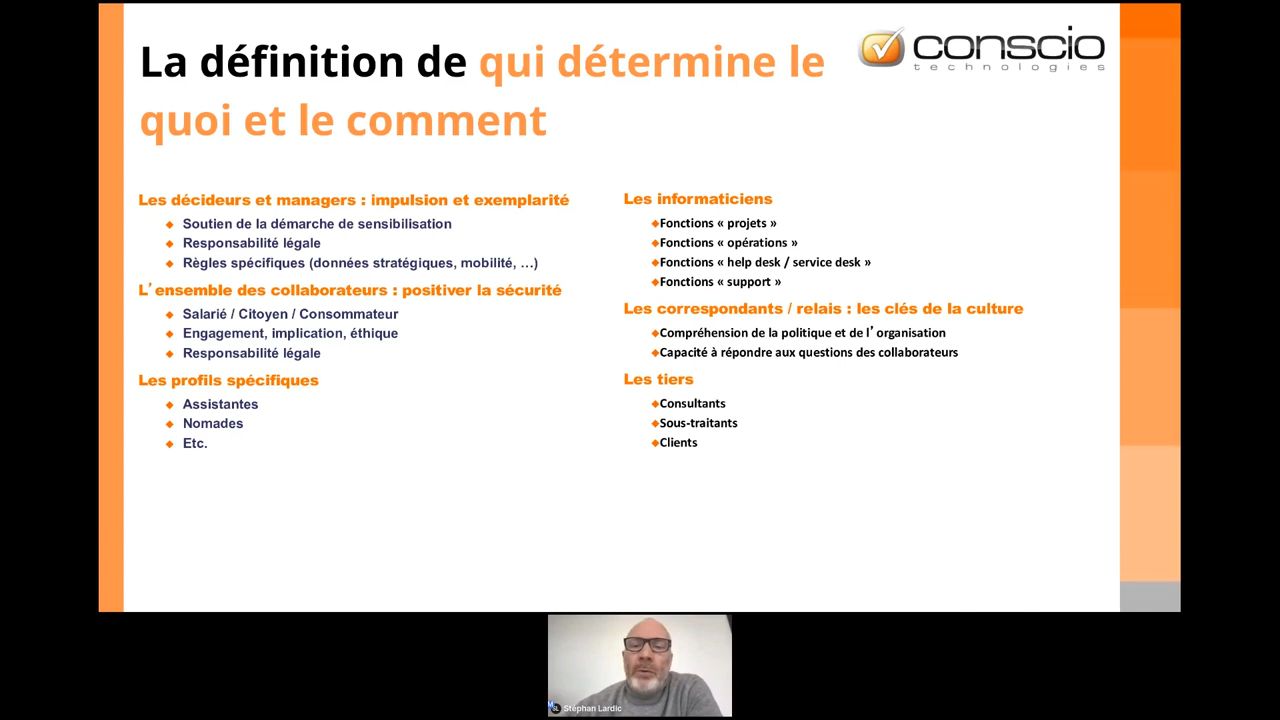 La définition de qui détermine le
quoi et le comment
conscio
technologies
Les décideurs et managers : impulsion et exemplarité
Soutien de la démarche de sensibilisation
Responsabilité légale
Règles spécifiques (données stratégiques, mobilité, …)
L’ensemble des collaborateurs : positiver la sécurité
Salarié / Citoyen / Consommateur
Engagement, implication, éthique
Responsabilité légale
Les profils spécifiques
Assistantes
Nomades
Etc.
Les informaticiens
Fonctions « projets »
Fonctions « opérations »
Fonctions « help desk / service desk »
Fonctions « support »
Les correspondants / relais : les clés de la culture
Compréhension de la politique et de l’organisation
Capacité à répondre aux questions des collaborateurs
Les tiers
Consultants
Sous-traitants
Clients
SL Stéphan Lardic